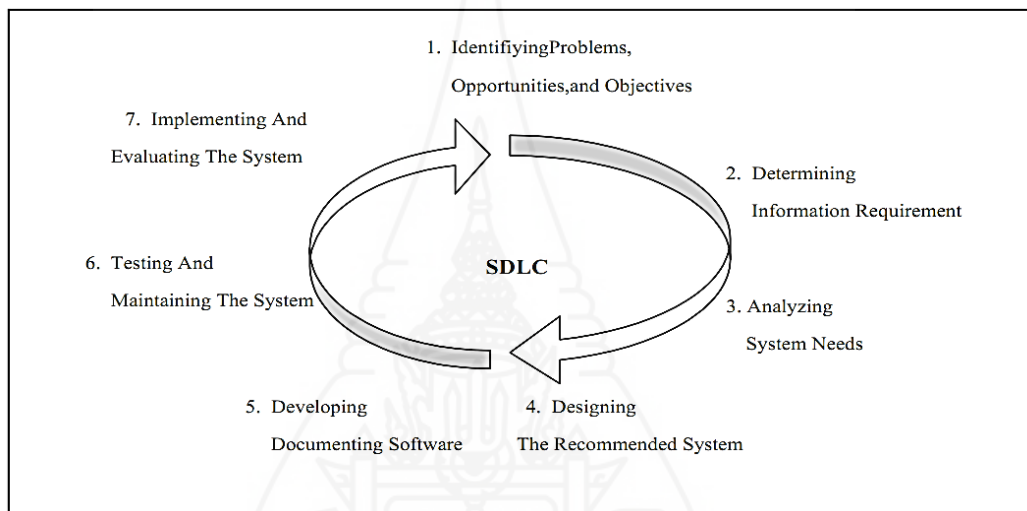 1. IdentifiyingProblems,
Opportunities,and Objectives
2. Determining
Information Requirement
3. Analyzing
System Needs
4. Designing
The Recommended System
5. Developing
Documenting Software
6. Testing And
Maintaining The System
7. Implementing And
Evaluating The System
SDLC